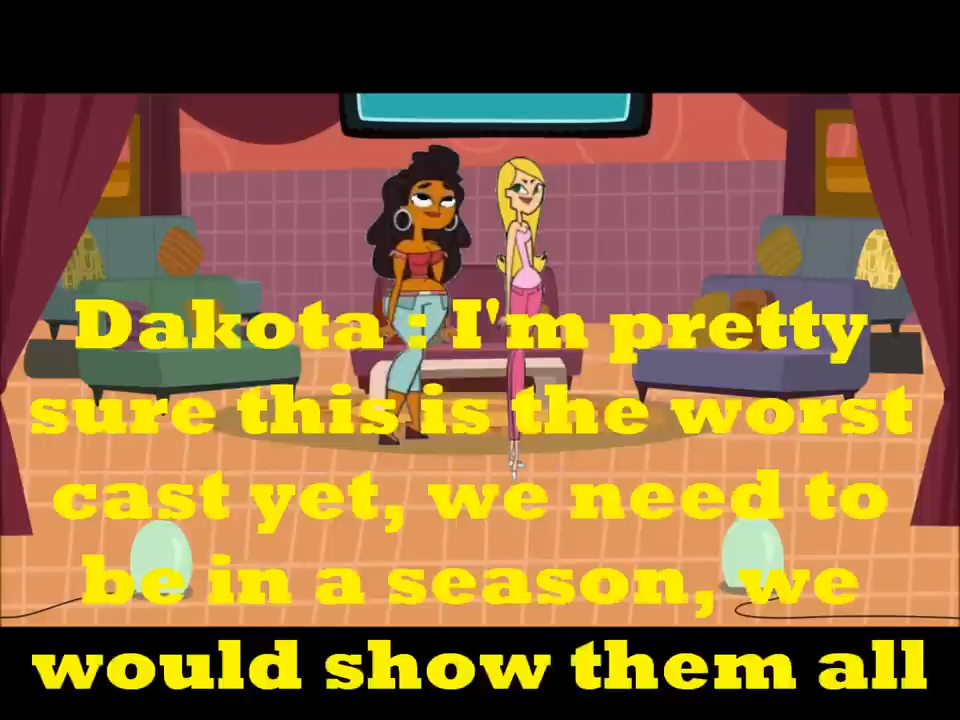 Dakota : I'm pretty
sure this is the worst
cast yet, we need to
be in a season, we
would show them all